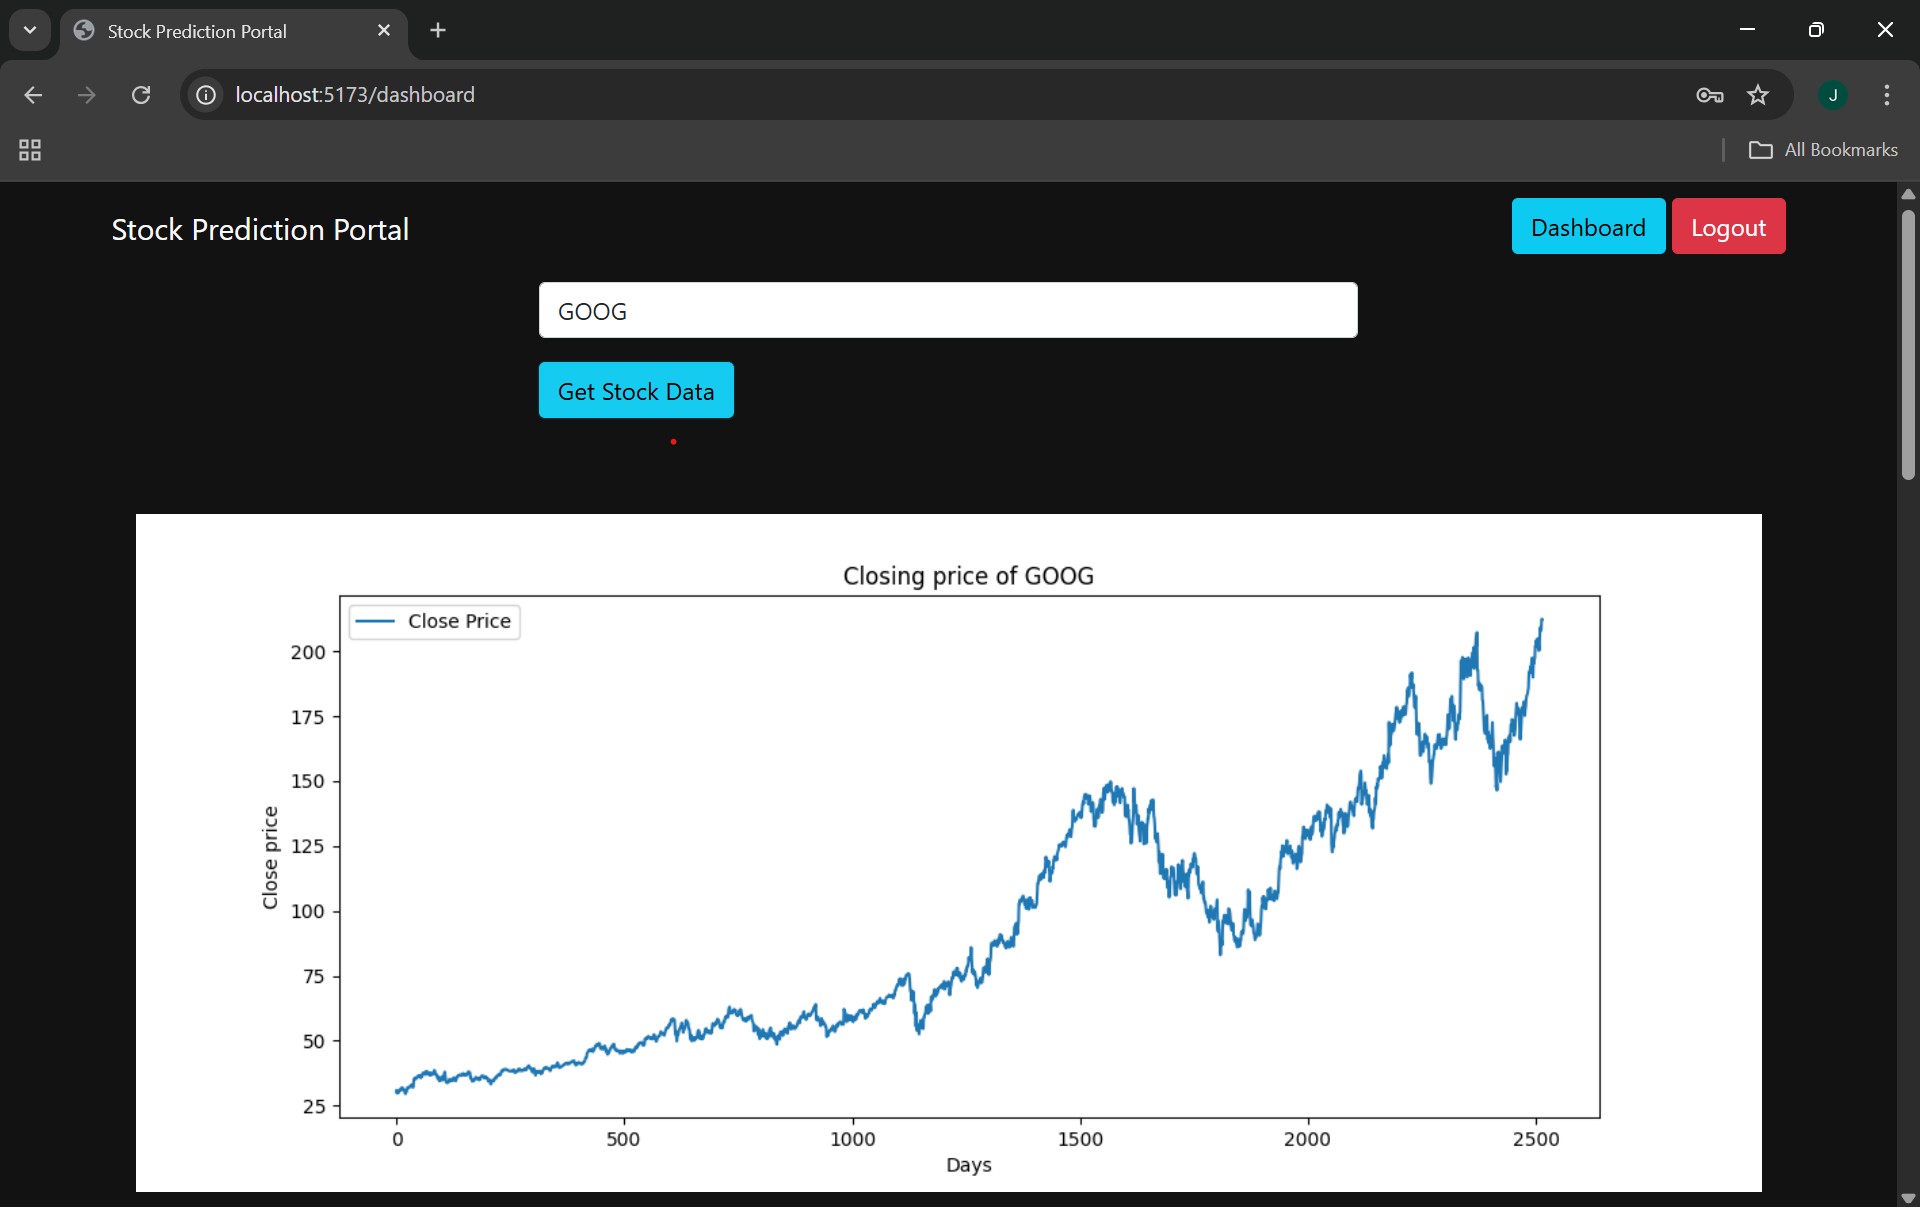 Stock Prediction Portal
localhost:5173/dashboard
J
All Bookmarks
Stock Prediction Portal
Dashboard
Logout
GOOG
Get Stock Data
Closing price of GOOG
Close Price
200
175
150
125
100
75
50
25
Close price
0
500
1000
1500
2000
2500
Days